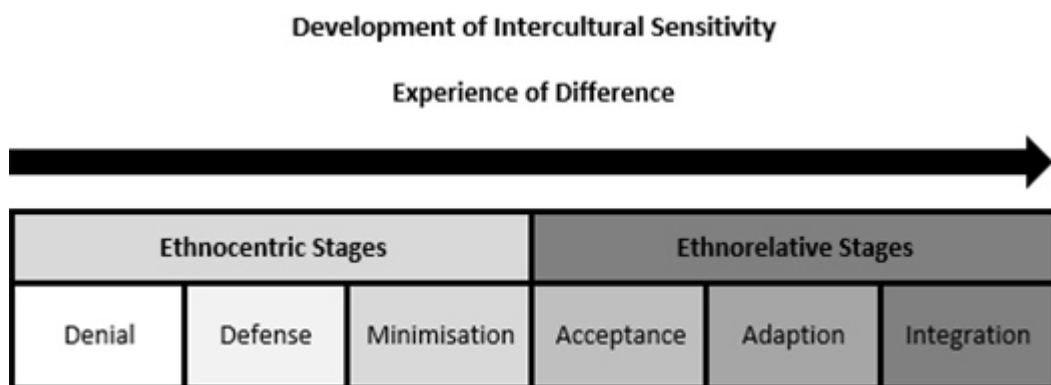 Development of Intercultural Sensitivity
Experience of Difference
Ethnocentric Stages
Ethnorelative Stages
Denial
Defense
Minimisation
Acceptance
Adaption
Integration